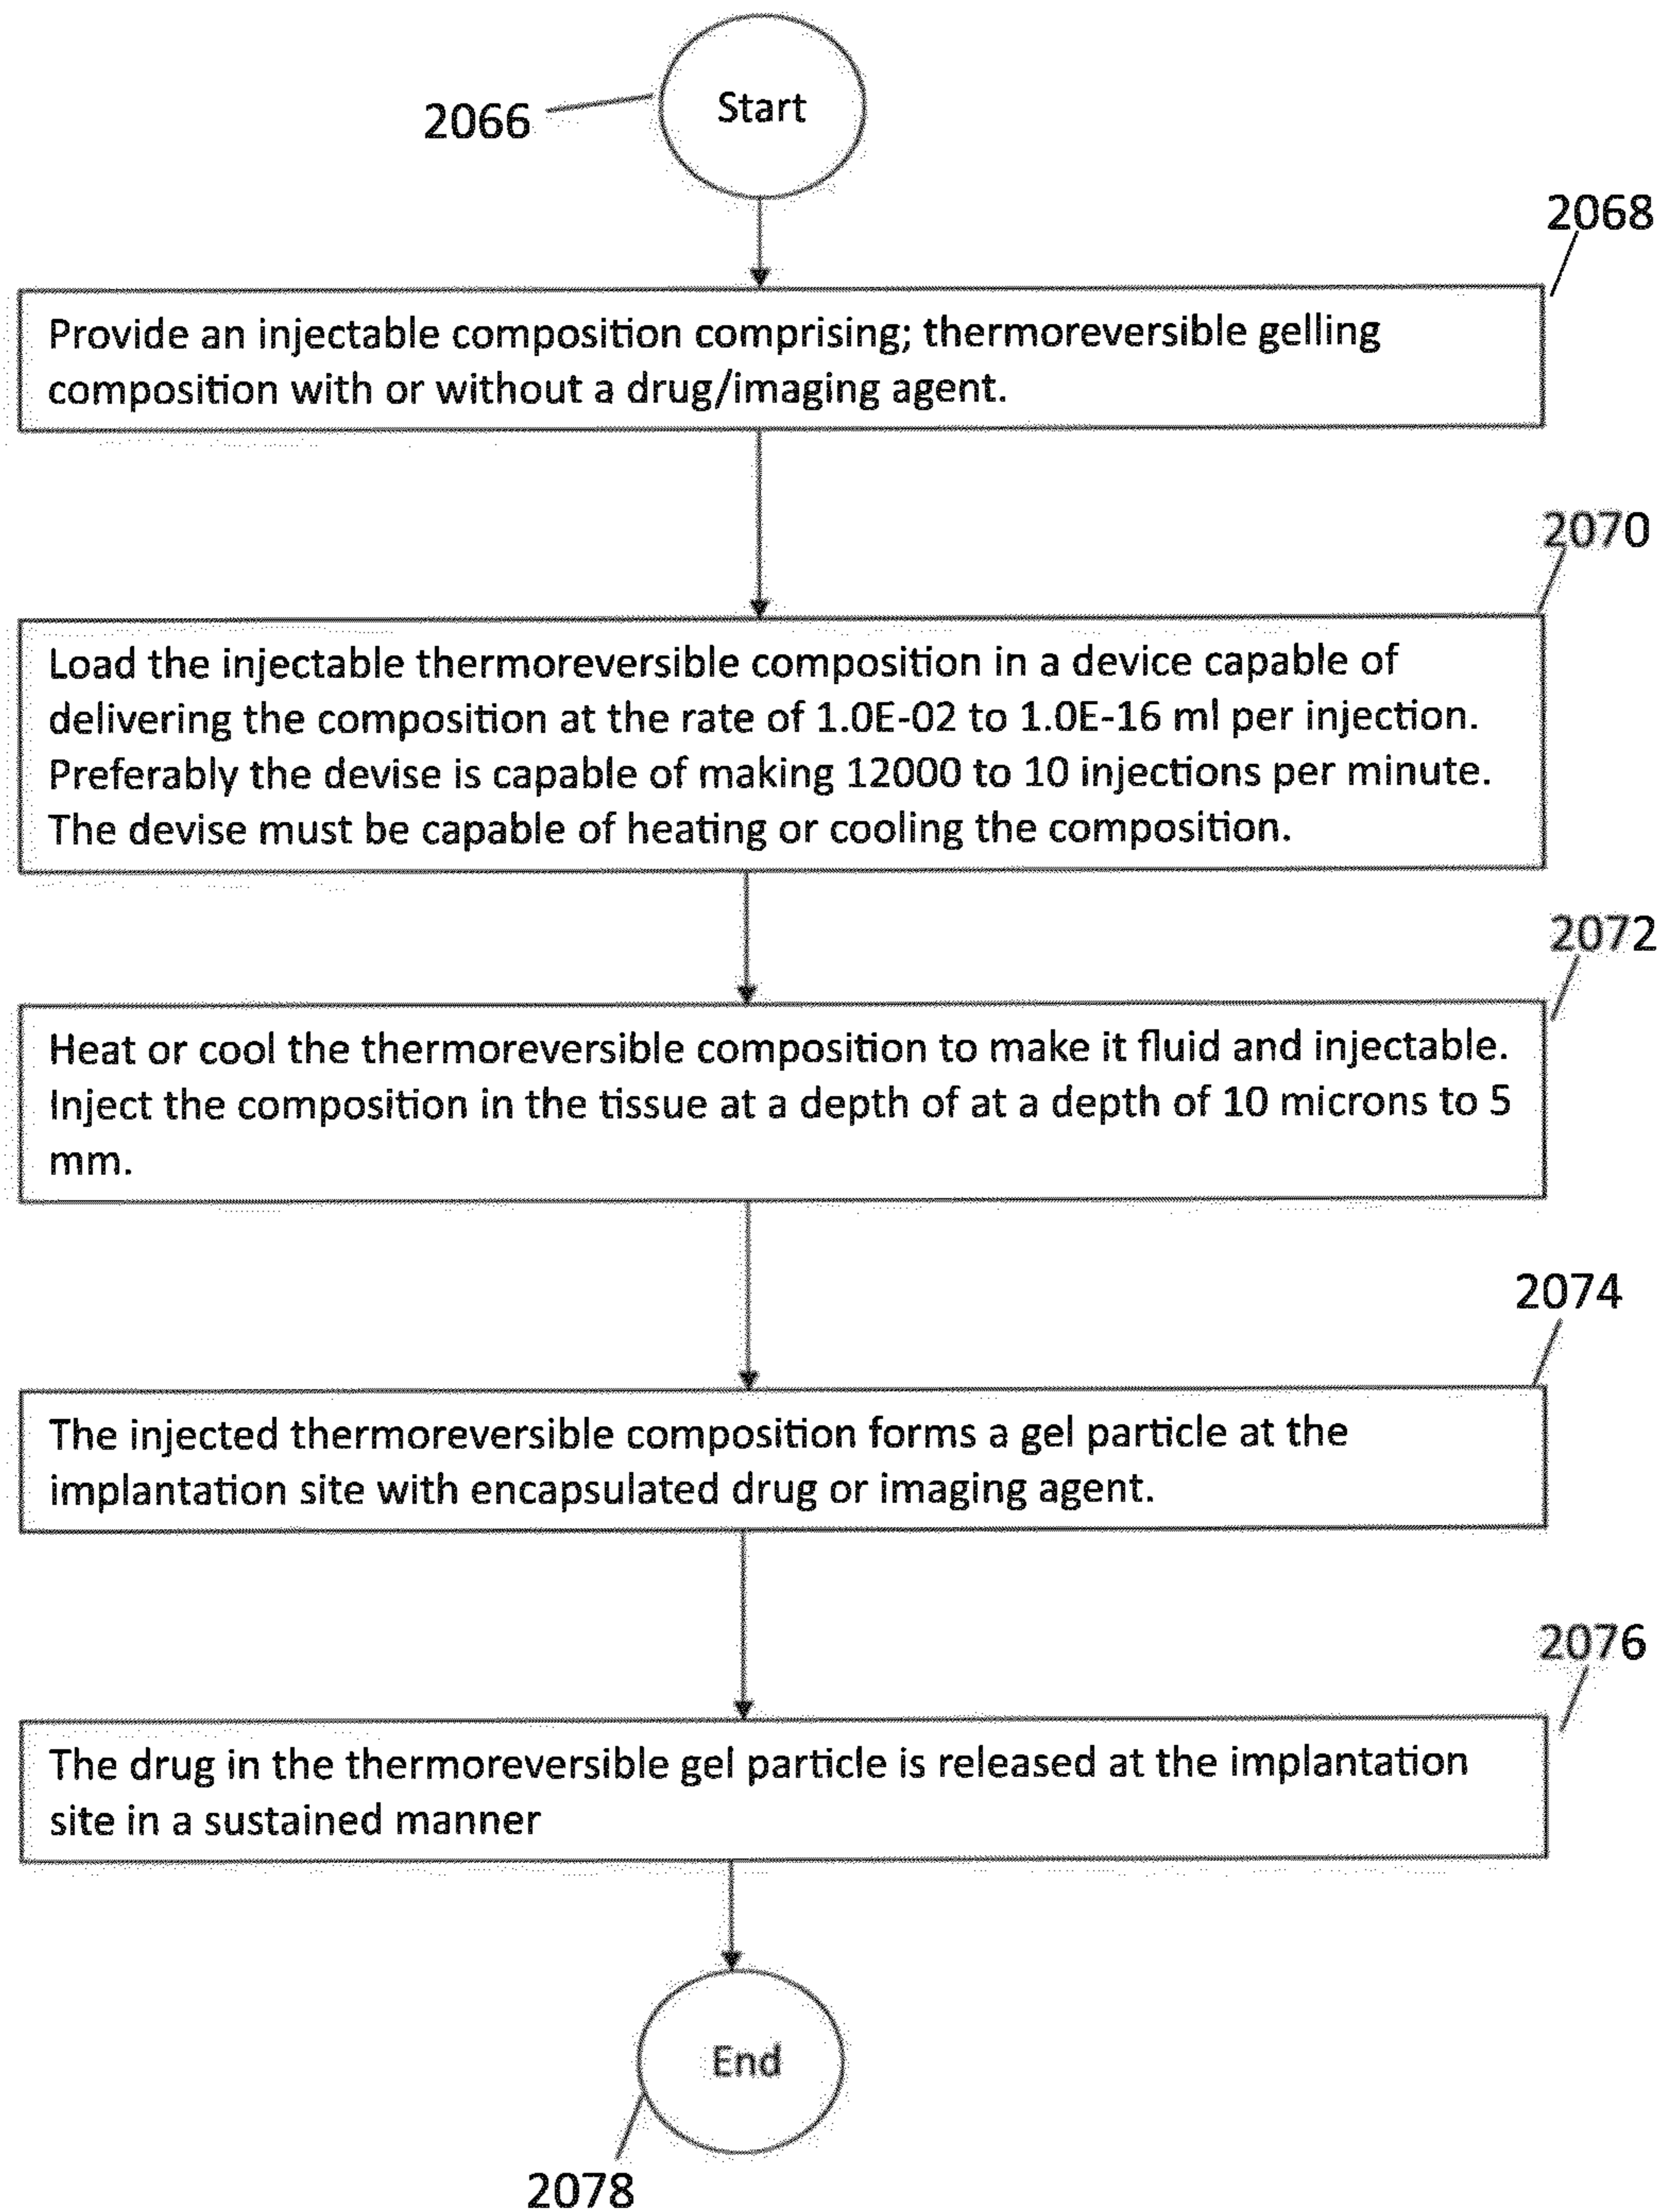 Start
2066
2068
Provide an injectable composition comprising; thermoreversible gelling
composition with or without a drug/imaging agent.
2070
Load the injectable thermoreversible composition in a device capable of
delivering the composition at the rate of 1.0E-02 to 1.0E-16 ml per injection.
Preferably the devise is capable of making 12000 to 10 injections per minute.
The devise must be capable of heating or cooling the composition.
2072
Heat or cool the thermoreversible composition to make it fluid and injectable.
Inject the composition in the tissue at a depth of at a depth of 10 microns to 5
mm.
2074
The injected thermoreversible composition forms a gel particle at the
implantation site with encapsulated drug or imaging agent.
2076
The drug in the thermoreversible gel particle is released at the implantation
site in a sustained manner
End
2078